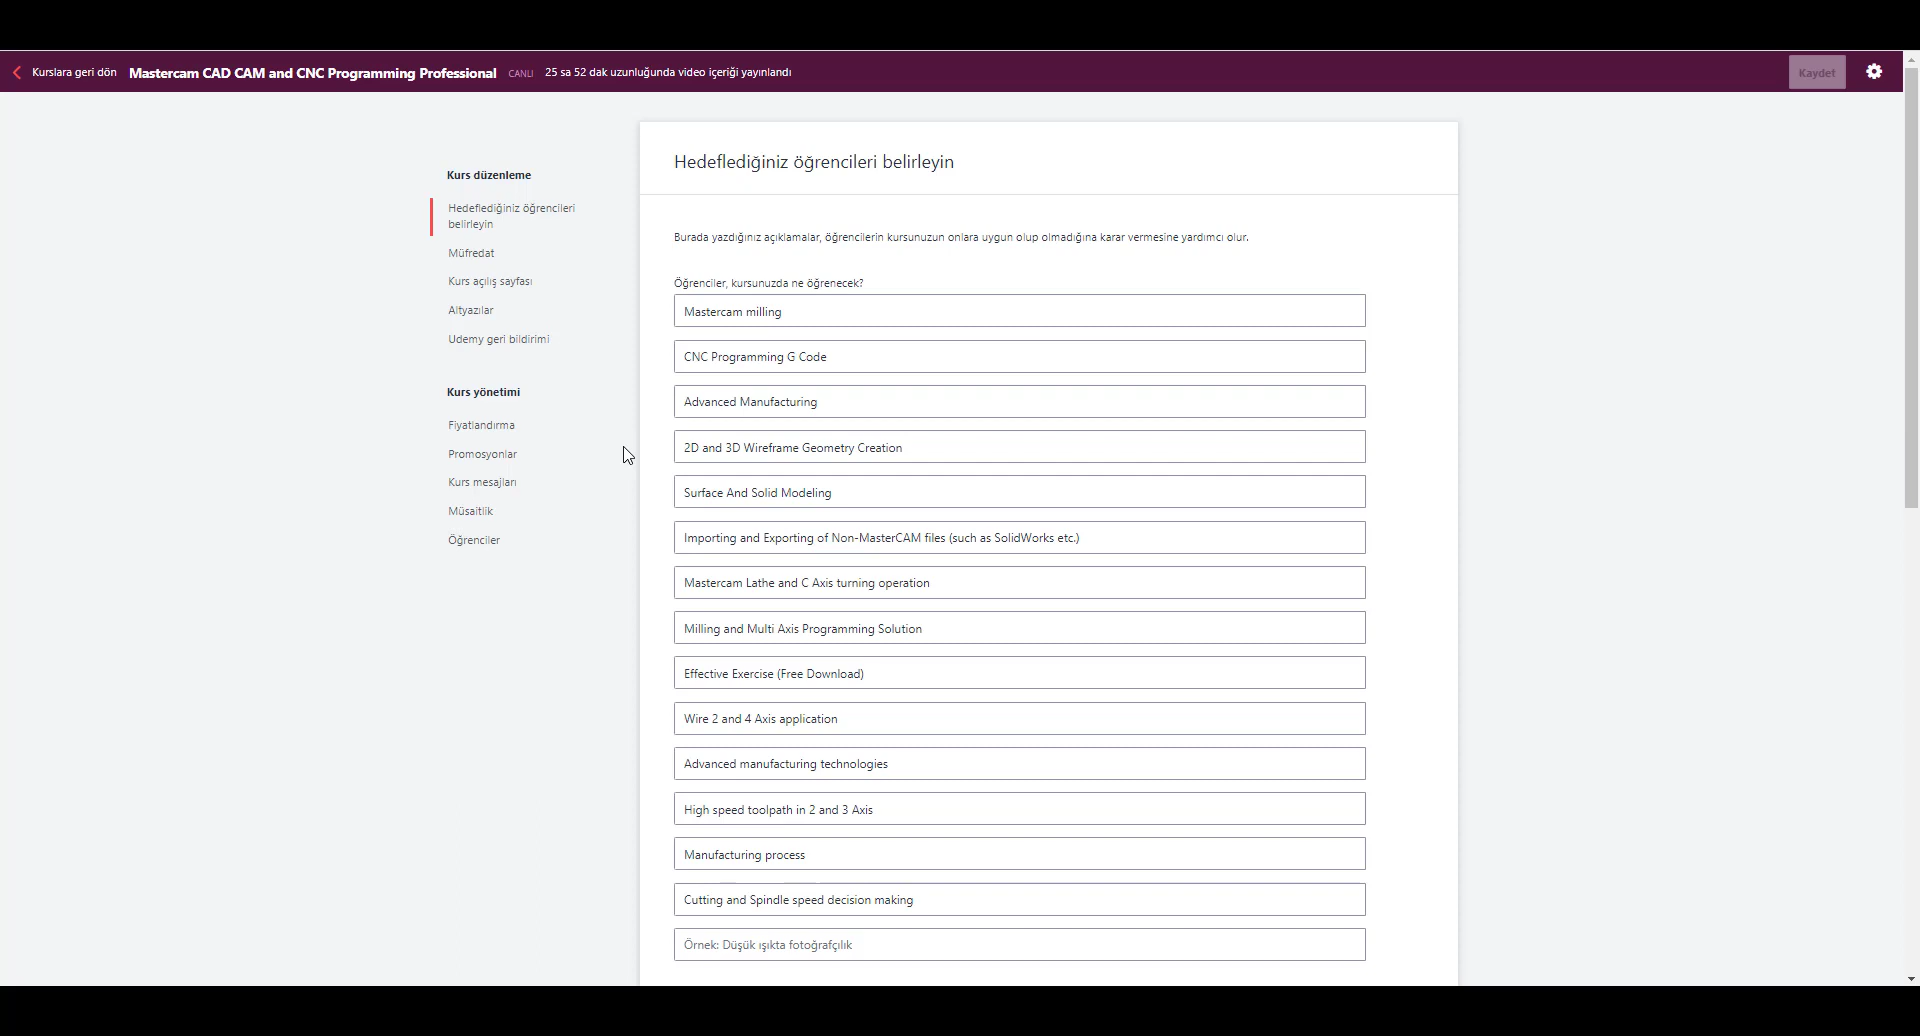 Kurslara geri dön Mastercam CAD CAM and CNC Programming Professional CANLI 25 sa 52 dak uzunluğunda video içeriği yayınlandı Kaydet
Kurs düzenleme
Hedeflediğiniz öğrencileri
belirleyin
Müfredat
Kurs açılış sayfası
Altyazılar
Udemy geri bildirimi
Kurs yönetimi
Fiyatlandırma
Promosyonlar
Kurs mesajları
Müsaitlik
Öğrenciler
Hedeflediğiniz öğrencileri belirleyin
Burada yazdığınız açıklamalar, öğrencilerin kursunuzun onlara uygun olup olmadığına karar vermesine yardımcı olur.
Öğrenciler, kursunuzda ne öğrenecek?
Mastercam milling
CNC Programming G Code
Advanced Manufacturing
2D and 3D Wireframe Geometry Creation
Surface And Solid Modeling
Importing and Exporting of Non-MasterCAM files (such as SolidWorks etc.)
Mastercam Lathe and C Axis turning operation
Milling and Multi Axis Programming Solution
Effective Exercise (Free Download)
Wire 2 and 4 Axis application
Advanced manufacturing technologies
High speed toolpath in 2 and 3 Axis
Manufacturing process
Cutting and Spindle speed decision making
Örnek: Düşük ışıkta fotoğrafçılık